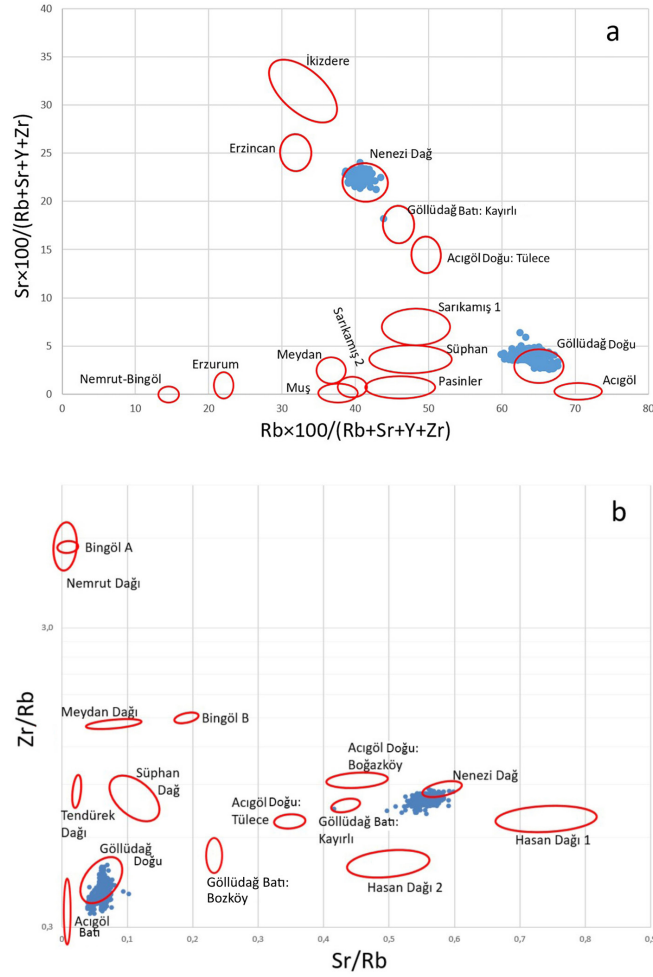 40
a
35
İkizdere
30
Erzincan
25
Nenezi Dağ
20
Göllüdağ Batı: Kayırlı
15
Acıgöl Doğu: Tülece
10
Sarıkamış 1
Sarıkamış 2
5
Meydan
Süphan
Göllüdağ Doğu
Erzurum
Nemrut-Bingöl
Muş
Pasinler
Acıgöl
0
0 10 20 30 40 50 60 70 80
Sr×100/(Rb+Sr+Y+Zr)
Rb×100/(Rb+Sr+Y+Zr)
b
Bingöl A
Nemrut Dağı
3,0
Zr/Rb
Meydan Dağı
Bingöl B
Süphan
Dağ
Acıgöl Doğu:
Boğazköy
Nenezi Dağ
Tendürek
Dağı
Acıgöl Doğu:
Tülece
Göllüdağ Batı:
Kayırlı
Hasan Dağı 1
Göllüdağ
Doğu
Göllüdağ Batı:
Bozköy
Hasan Dağı 2
Acıgöl
Batı
0,3
0 0,1 0,2 0,3 0,4 0,5 0,6 0,7 0,8 0,9
Sr/Rb